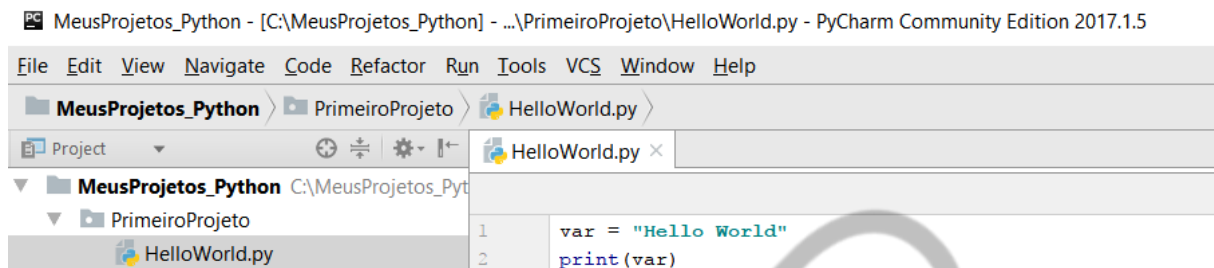 PC MeusProjetos_Python - [C:\MeusProjetos_Python] - ...\PrimeiroProjeto\HelloWorld.py - PyCharm Community Edition 2017.1.5
File Edit View Navigate Code Refactor Run Tools VCS Window Help
MeusProjetos_Python PrimeiroProjeto HelloWorld.py
Project HelloWorld.py
MeusProjetos_Python C:\MeusProjetos_Pyt
PrimeiroProjeto
HelloWorld.py
1 var = "Hello World"
2 print(var)